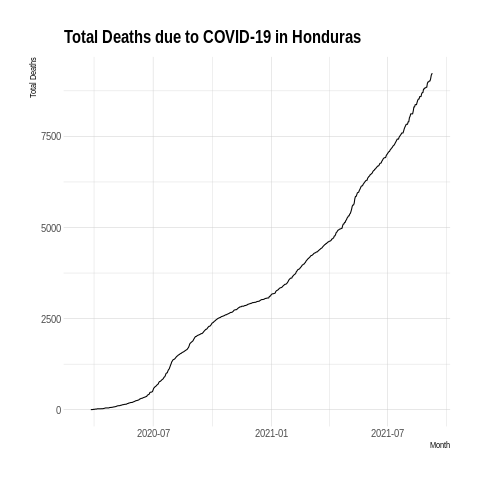 Total Deaths due to COVID-19 in Honduras
Total Deaths
7500
5000
2500
0
2020-07
2021-01
2021-07
Month